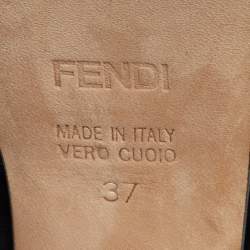 FENDI
MADE IN ITALY
VERO CUOIO
37